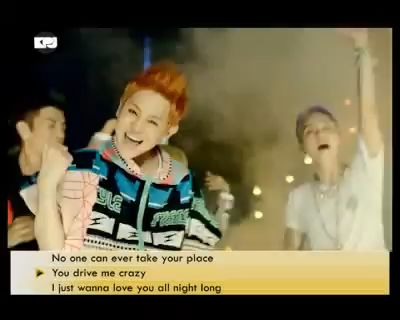 No one can ever take your place
You drive me crazy
I just wanna love you all night long